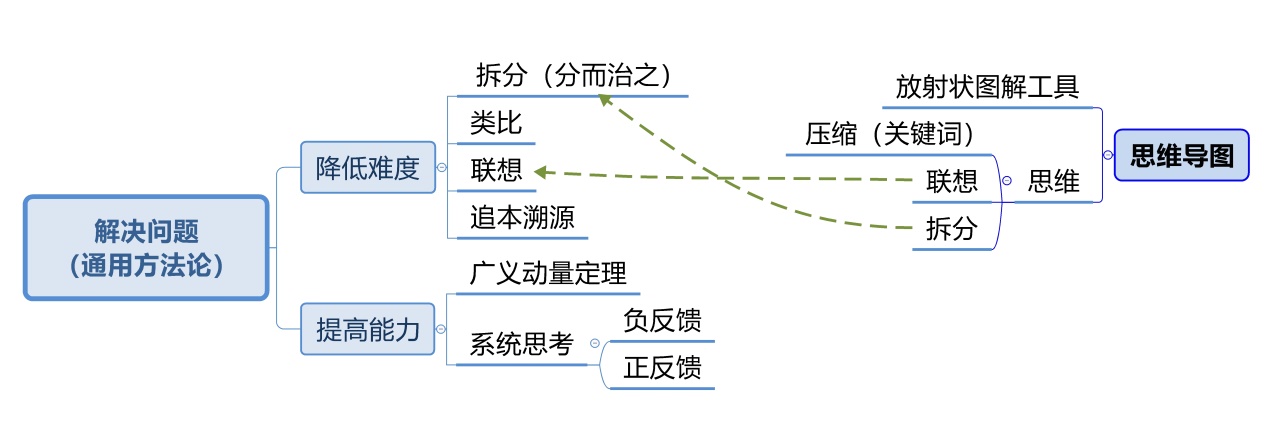 解决问题
（通用方法论）
降低难度
拆分（分而治之）
类比
联想
追本溯源
提高能力
广义动量定理
系统思考
负反馈
正反馈
思维导图
放射状图解工具
思维
压缩（关键词）
联想
拆分